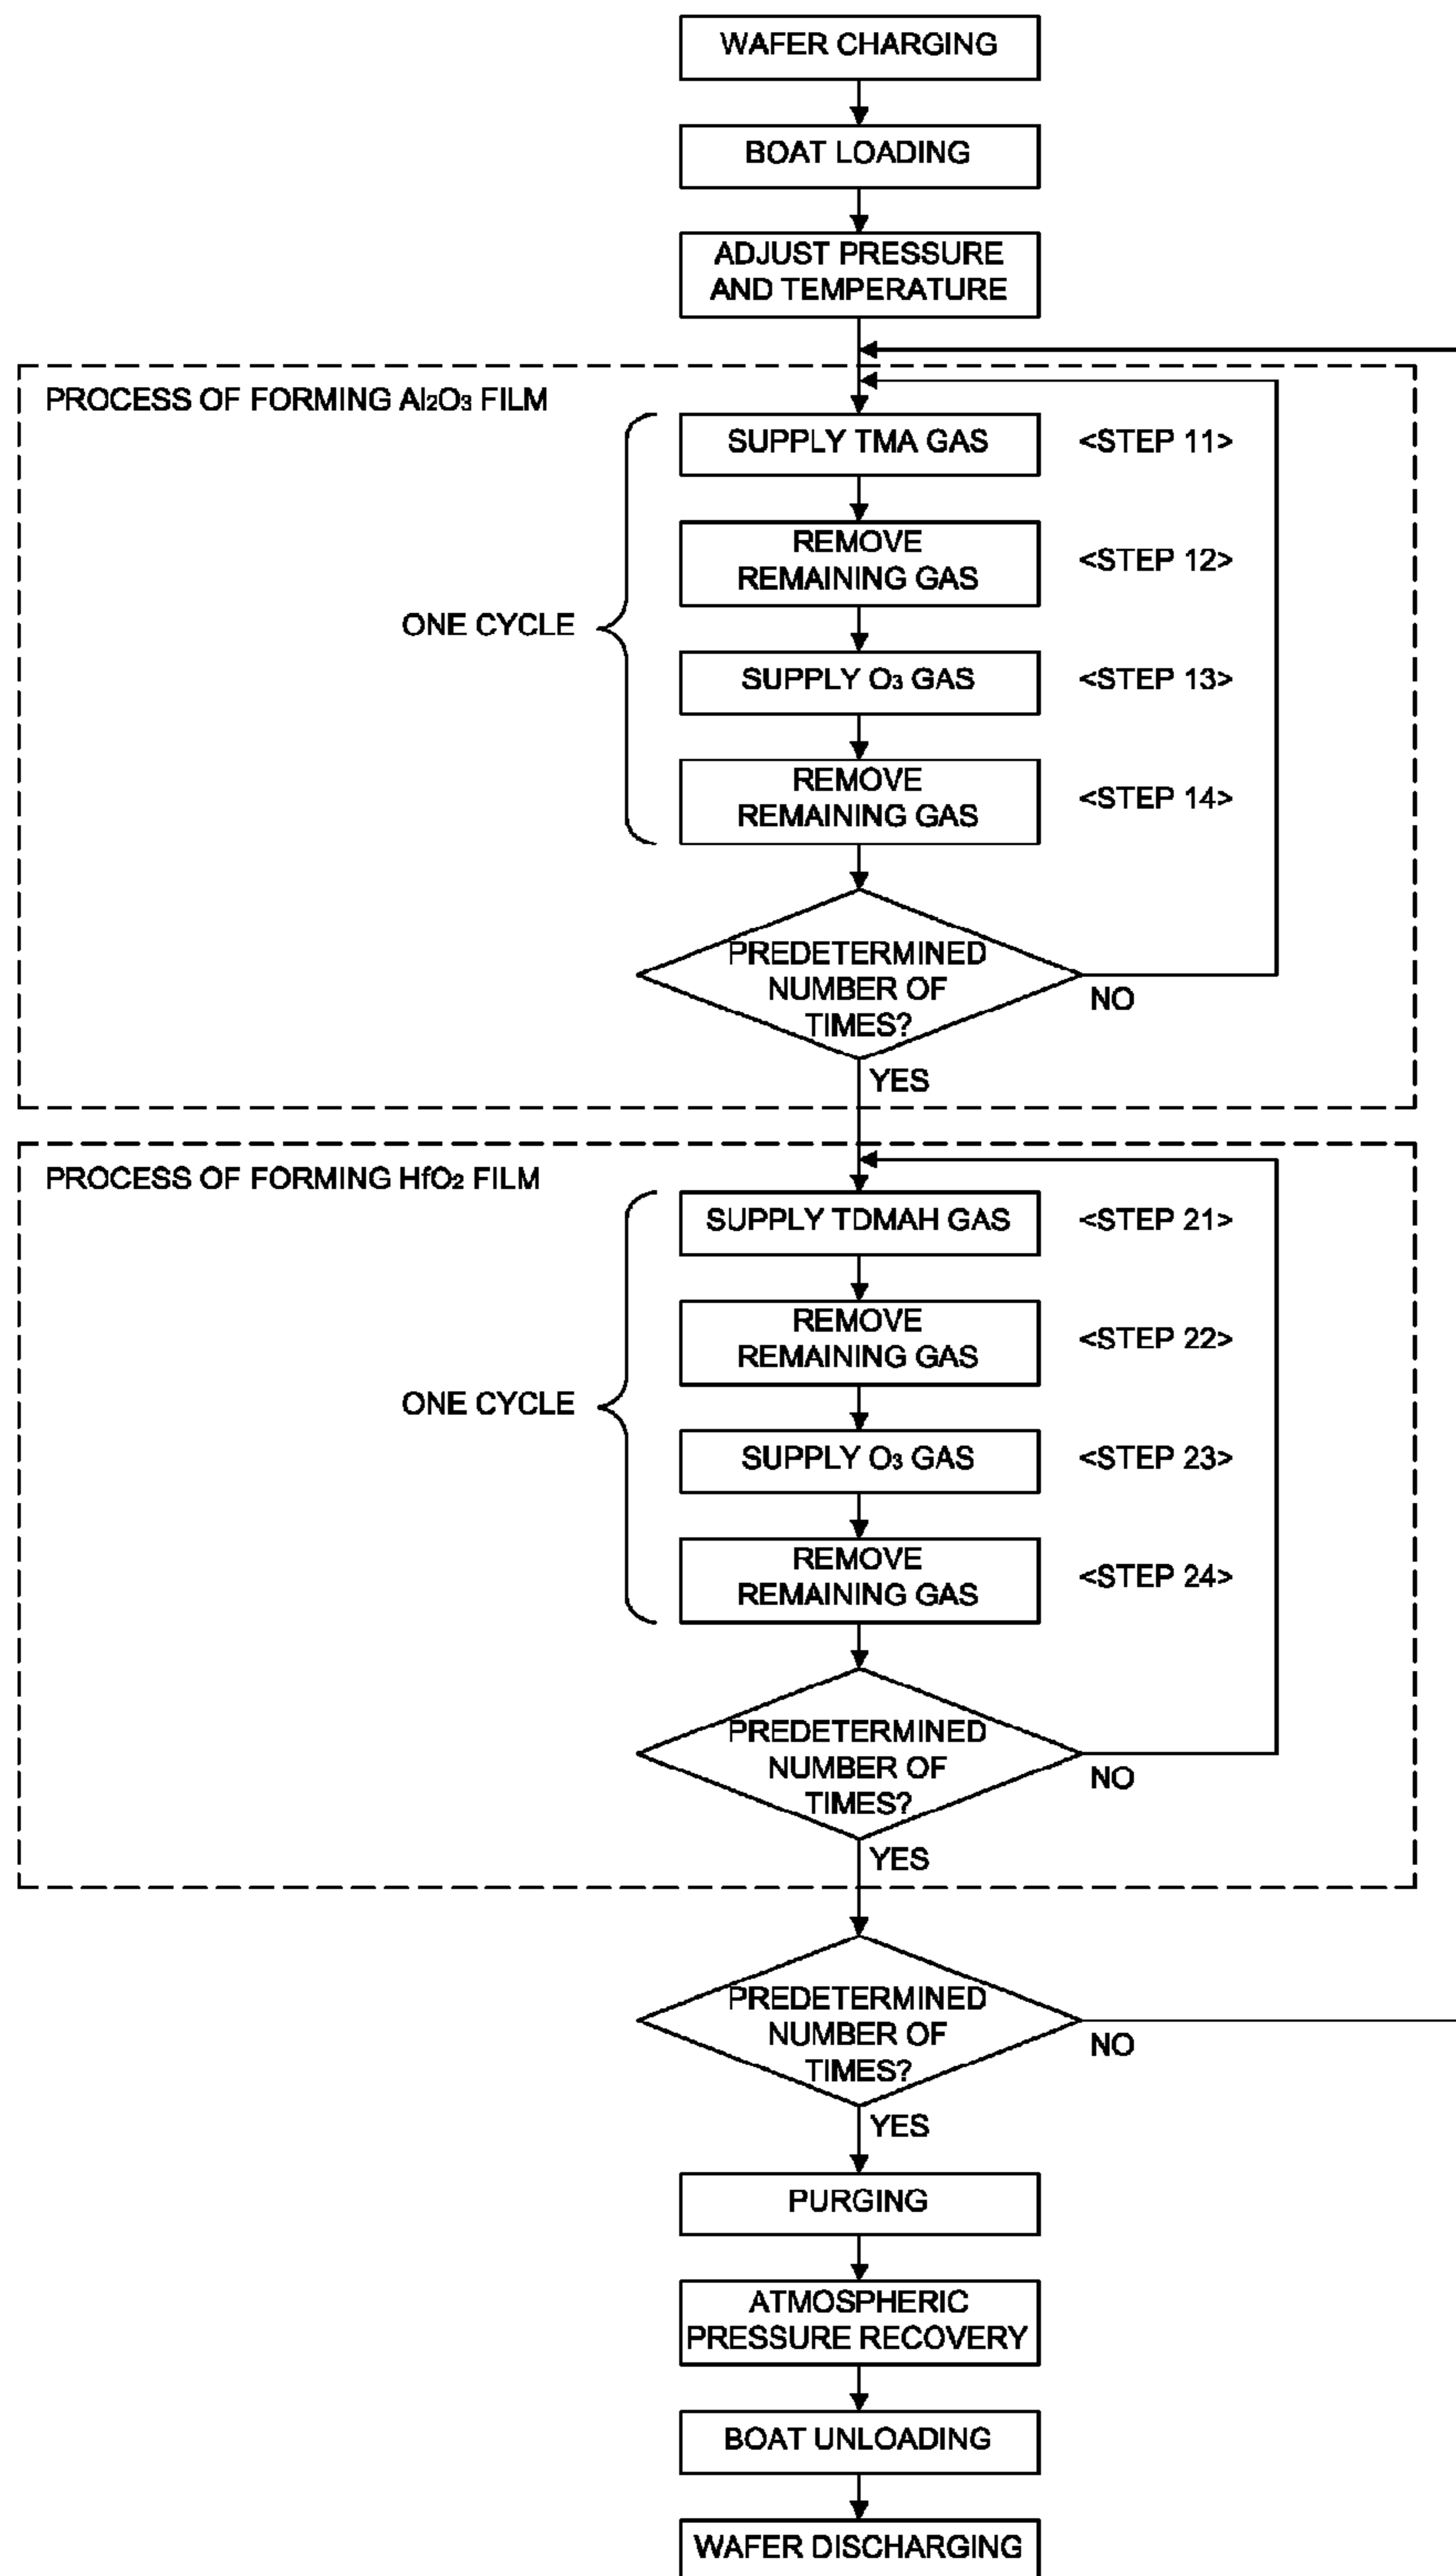 WAFER CHARGING
BOAT LOADING
ADJUST PRESSURE
AND TEMPERATURE
PROCESS OF FORMING Al₂O₃ FILM
SUPPLY TMA GAS
<STEP 11>
REMOVE
REMAINING GAS
<STEP 12>
ONE CYCLE
SUPPLY O₃ GAS
<STEP 13>
REMOVE
REMAINING GAS
<STEP 14>
PREDETERMINED
NUMBER OF
TIMES?
NO
YES
PROCESS OF FORMING HfO₂ FILM
SUPPLY TDMAH GAS
<STEP 21>
REMOVE
REMAINING GAS
<STEP 22>
ONE CYCLE
SUPPLY O₃ GAS
<STEP 23>
REMOVE
REMAINING GAS
<STEP 24>
PREDETERMINED
NUMBER OF
TIMES?
NO
YES
PREDETERMINED
NUMBER OF
TIMES?
NO
YES
PURGING
ATMOSPHERIC
PRESSURE RECOVERY
BOAT UNLOADING
WAFER DISCHARGING